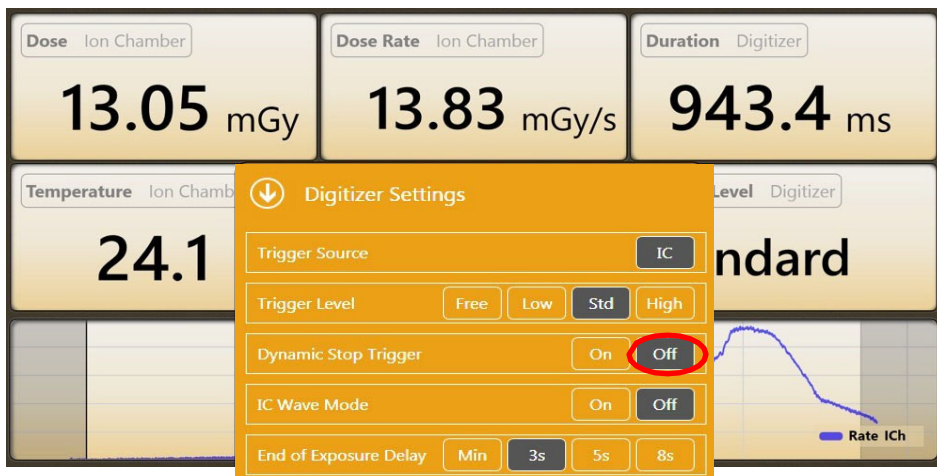 Dose Ion Chamber
Dose Rate Ion Chamber
Duration Digitizer
13.05 mGy
13.83 mGy/s
943.4 ms
Temperature Ion Chamb
Level Digitizer
24.1
ndard
Digitizer Settings
Trigger Source IC
Trigger Level Free Low Std High
Dynamic Stop Trigger On Off
IC Wave Mode On Off
End of Exposure Delay Min 3s 5s 8s
Rate ICh